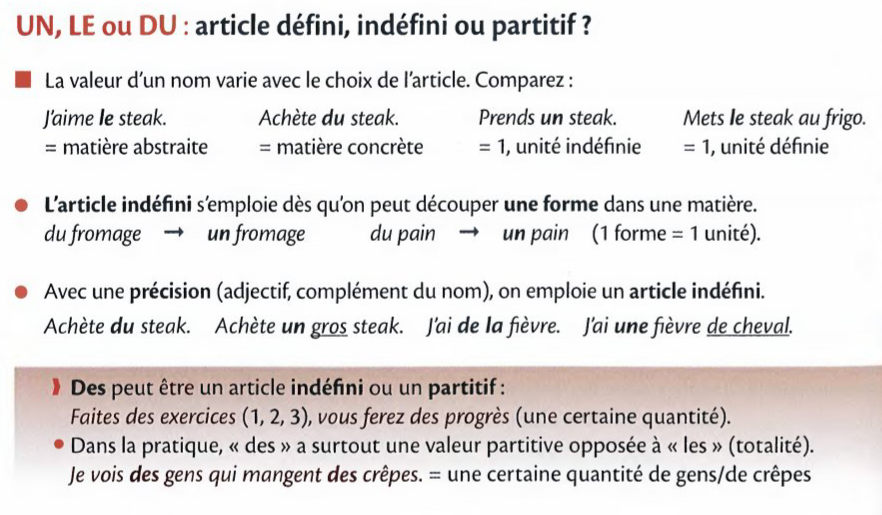 UN, LE ou DU : article défini, indéfini ou partitif ?
La valeur d'un nom varie avec le choix de l'article. Comparez :
J'aime le steak. Achète du steak. Prends un steak. Mets le steak au frigo.
= matière abstraite = matière concrète = 1, unité indéfinie = 1, unité définie
L'article indéfini s'emploie dès qu'on peut découper une forme dans une matière.
du fromage → un fromage du pain → un pain (1 forme = 1 unité).
Avec une précision (adjectif, complément du nom), on emploie un article indéfini.
Achète du steak. Achète un gros steak. J'ai de la fièvre. J'ai une fièvre de cheval.
Des peut être un article indéfini ou un partitif :
Faites des exercices (1, 2, 3), vous ferez des progrès (une certaine quantité).
Dans la pratique, « des » a surtout une valeur partitive opposée à « les » (totalité).
Je vois des gens qui mangent des crêpes. = une certaine quantité de gens/de crêpes